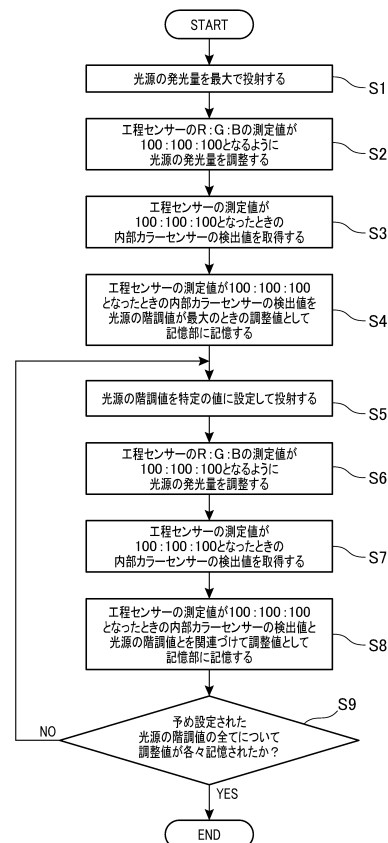 START
光源の発光量を最大で投射する
S1
工程センサーのR:G:Bの測定値が
100:100:100となるように
光源の発光量を調整する
S2
工程センサーの測定値が
100:100:100となったときの
内部カラーセンサーの検出値を取得する
S3
工程センサーの測定値が100:100:100
となったときの内部カラーセンサーの検出値を
光源の階調値が最大のときの調整値として
記憶部に記憶する
S4
光源の階調値を特定の値に設定して投射する
S5
工程センサーのR:G:Bの測定値が
100:100:100となるように
光源の発光量を調整する
S6
工程センサーの測定値が
100:100:100となったときの
内部カラーセンサーの検出値を取得する
S7
工程センサーの測定値が100:100:100
となったときの内部カラーセンサーの検出値と
光源の階調値とを関連づけて調整値として
記憶部に記憶する
S8
予め設定された
光源の階調値の全てについて
調整値が各々記憶されたか?
S9
NO
YES
END